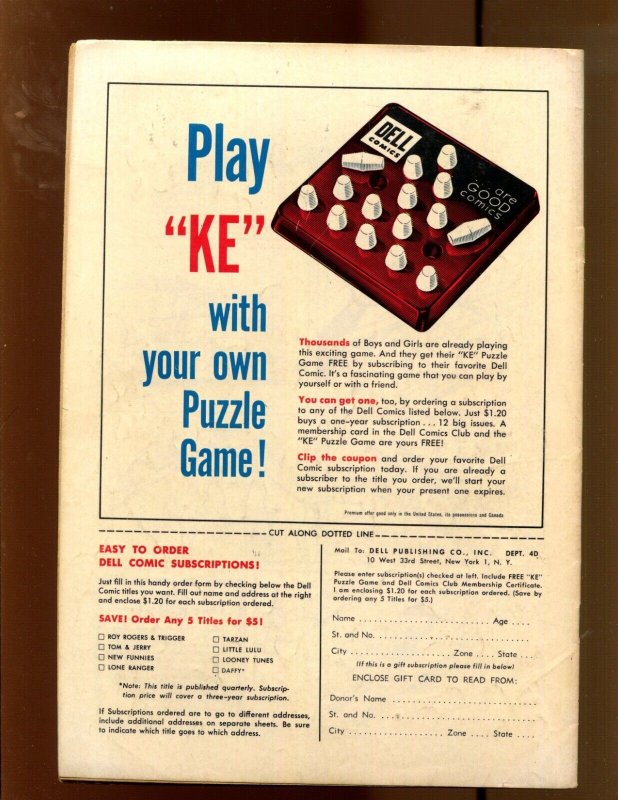 Play
"KE"
with
your own
Puzzle
Game!
DELL
COMICS
are
GOOD
comics
Thousands of Boys and Girls are already playing
this exciting game. And they get their "KE" Puzzle
Game FREE by subscribing to their favorite Dell
Comic. It's a fascinating game that you can play by
yourself or with a friend.
You can get one, too, by ordering a subscription
to any of the Dell Comics listed below. Just $1.20
buys a one-year subscription . . . 12 big issues. A
membership card in the Dell Comics Club and the
"KE" Puzzle Game are yours FREE!
Clip the coupon and order your favorite Dell
Comic subscription today. If you are already a
subscriber to the title you order, we'll start your
new subscription when your present one expires.
Premium offer good only in the United States, its possessions and Canada
CUT ALONG DOTTED LINE
EASY TO ORDER
DELL COMIC SUBSCRIPTIONS!
Just fill in this handy order form by checking below the Dell
Comic titles you want. Fill out name and address at the right
and enclose $1.20 for each subscription ordered.
SAVE! Order Any 5 Titles for $5!
ROY ROGERS & TRIGGER
TOM & JERRY
NEW FUNNIES
LONE RANGER
TARZAN
LITTLE LULU
LOONEY TUNES
DAFFY*
*Note: This title is published quarterly. Subscrip-
tion price will cover a three-year subscription.
If Subscriptions ordered are to go to different addresses,
include additional addresses on separate sheets. Be sure
to indicate which title goes to which address.
Mail To: DELL PUBLISHING CO., INC. DEPT. 4D
10 West 33rd Street, New York 1, N. Y.
Please enter subscription(s) checked at left. Include FREE "KE"
Puzzle Game and Dell Comics Club Membership Certificate.
I am enclosing $1.20 for each subscription ordered. (Save by
ordering any 5 Titles for $5.)
Name Age
St. and No.
City Zone State
(If this is a gift subscription please fill in below)
ENCLOSE GIFT CARD TO READ FROM:
Donor's Name
St. and No.
City Zone State